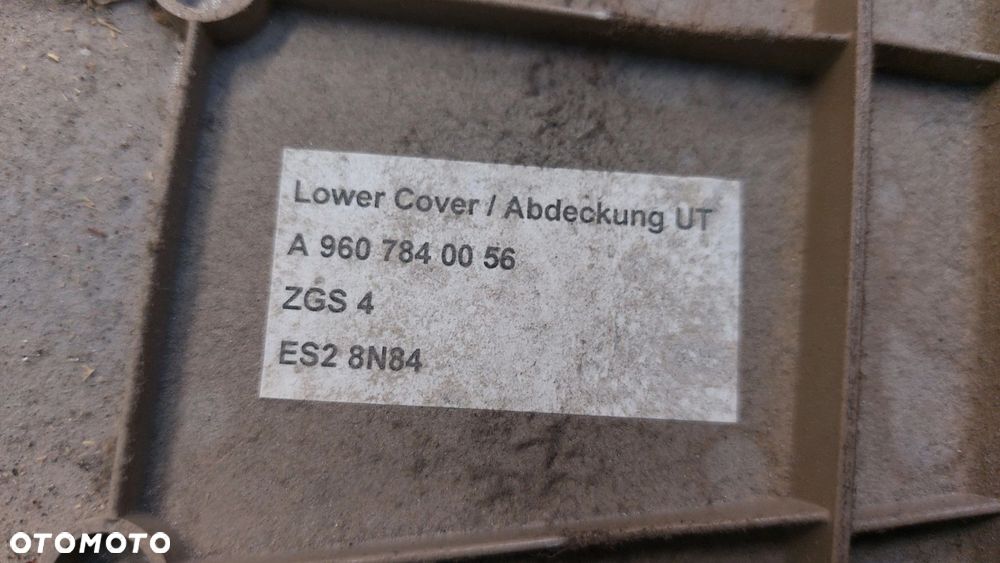 Lower Cover / Abdeckung UT
A 960 784 00 56
ZGS 4
ES2 8N84
OTOMOTO